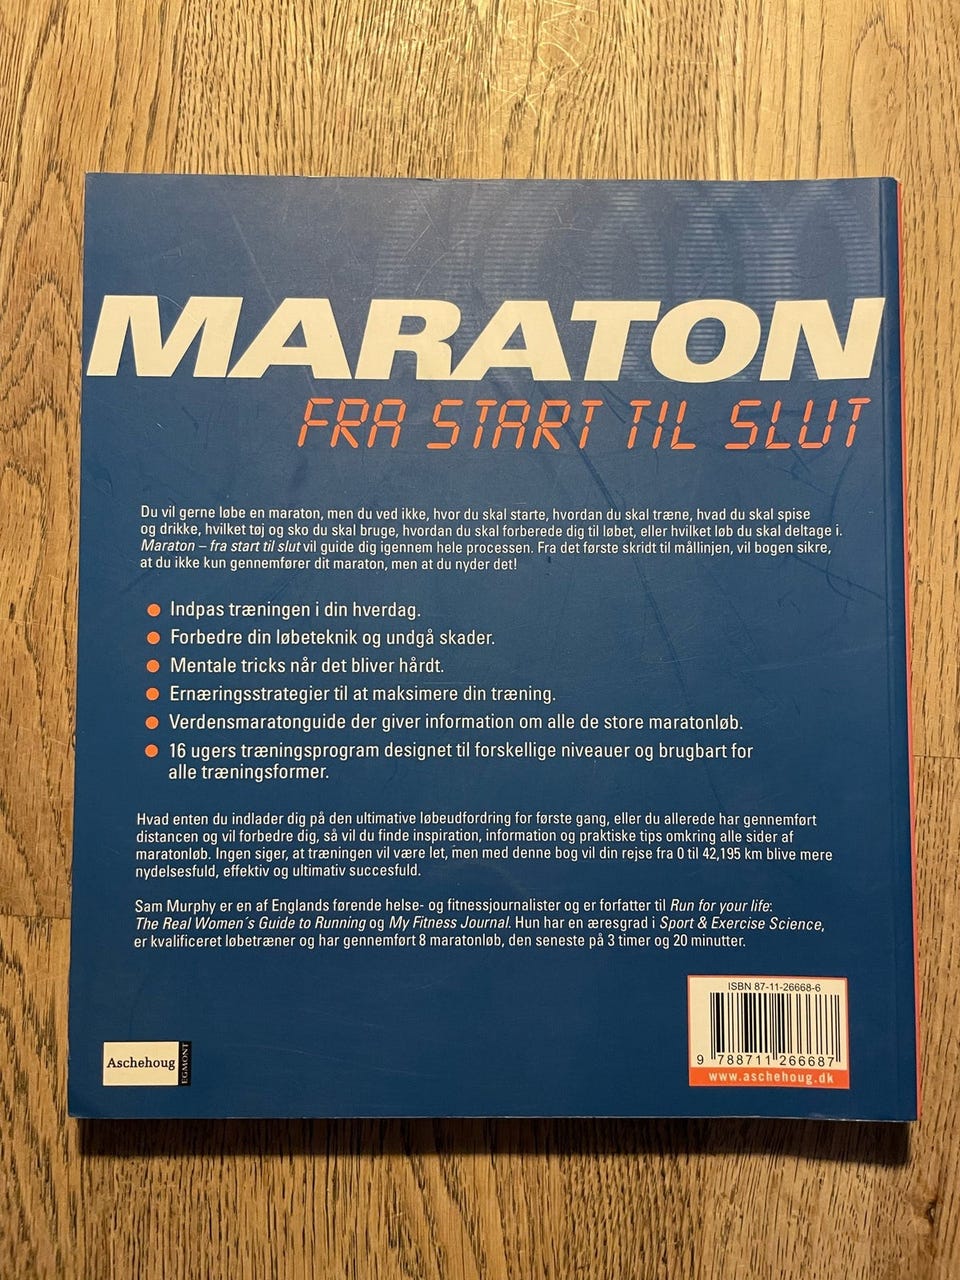 MARATON
FRA START TIL SLUT
Du vil gerne løbe en maraton, men du ved ikke, hvor du skal starte, hvordan du skal træne, hvad du skal spise
og drikke, hvilket tøj og sko du skal bruge, hvordan du skal forberede dig til løbet, eller hvilket løb du skal deltage i.
Maraton – fra start til slut vil guide dig igennem hele processen. Fra det første skridt til mållinjen, vil bogen sikre,
at du ikke kun gennemfører dit maraton, men at du nyder det!
● Indpas træningen i din hverdag.
● Forbedre din løbeteknik og undgå skader.
● Mentale tricks når det bliver hårdt.
● Ernæringsstrategier til at maksimere din træning.
● Verdensmaratonguide der giver information om alle de store maratonløb.
● 16 ugers træningsprogram designet til forskellige niveauer og brugbart for
alle træningsformer.
Hvad enten du indlader dig på den ultimative løbeudfordring for første gang, eller du allerede har gennemført
distancen og vil forbedre dig, så vil du finde inspiration, information og praktiske tips omkring alle sider af
maratonløb. Ingen siger, at træningen vil være let, men med denne bog vil din rejse fra 0 til 42,195 km blive mere
nydelsesfuld, effektiv og ultimativ succesfuld.
Sam Murphy er en af Englands førende helse- og fitnessjournalister og er forfatter til Run for your life:
The Real Women´s Guide to Running og My Fitness Journal. Hun har en æresgrad i Sport & Exercise Science,
er kvalificeret løbetræner og har gennemført 8 maratonløb, den seneste på 3 timer og 20 minutter.
ISBN 87-11-26668-6
9 788711 266687
www.aschehoug.dk
Aschehoug
EGMONT